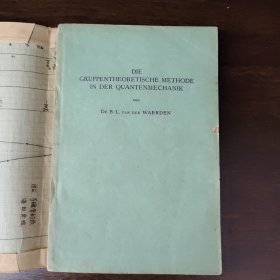 DIE
GRUPPENTHEORETISCHE METHODE
IN DER QUANTENMECHANIK
VON
DR. B. L. VAN DER WAERDEN